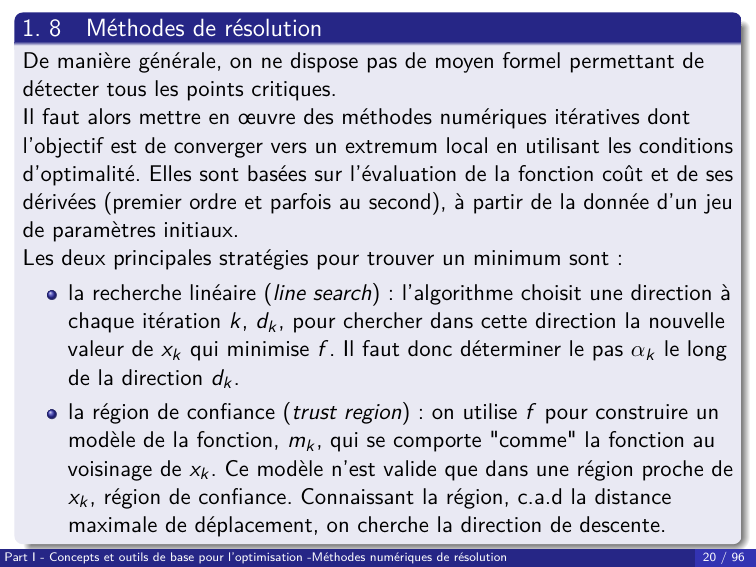 1. 8 Méthodes de résolution
De manière générale, on ne dispose pas de moyen formel permettant de
détecter tous les points critiques.
Il faut alors mettre en œuvre des méthodes numériques itératives dont
l'objectif est de converger vers un extremum local en utilisant les conditions
d'optimalité. Elles sont basées sur l'évaluation de la fonction coût et de ses
dérivées (premier ordre et parfois au second), à partir de la donnée d'un jeu
de paramètres initiaux.
Les deux principales stratégies pour trouver un minimum sont :
la recherche linéaire (line search) : l'algorithme choisit une direction à
chaque itération k, d_k, pour chercher dans cette direction la nouvelle
valeur de x_k qui minimise f. Il faut donc déterminer le pas α_k le long
de la direction d_k.
la région de confiance (trust region) : on utilise f pour construire un
modèle de la fonction, m_k, qui se comporte "comme" la fonction au
voisinage de x_k. Ce modèle n'est valide que dans une région proche de
x_k, région de confiance. Connaissant la région, c.a.d la distance
maximale de déplacement, on cherche la direction de descente.
Part I - Concepts et outils de base pour l'optimisation -Méthodes numériques de résolution 20 / 96